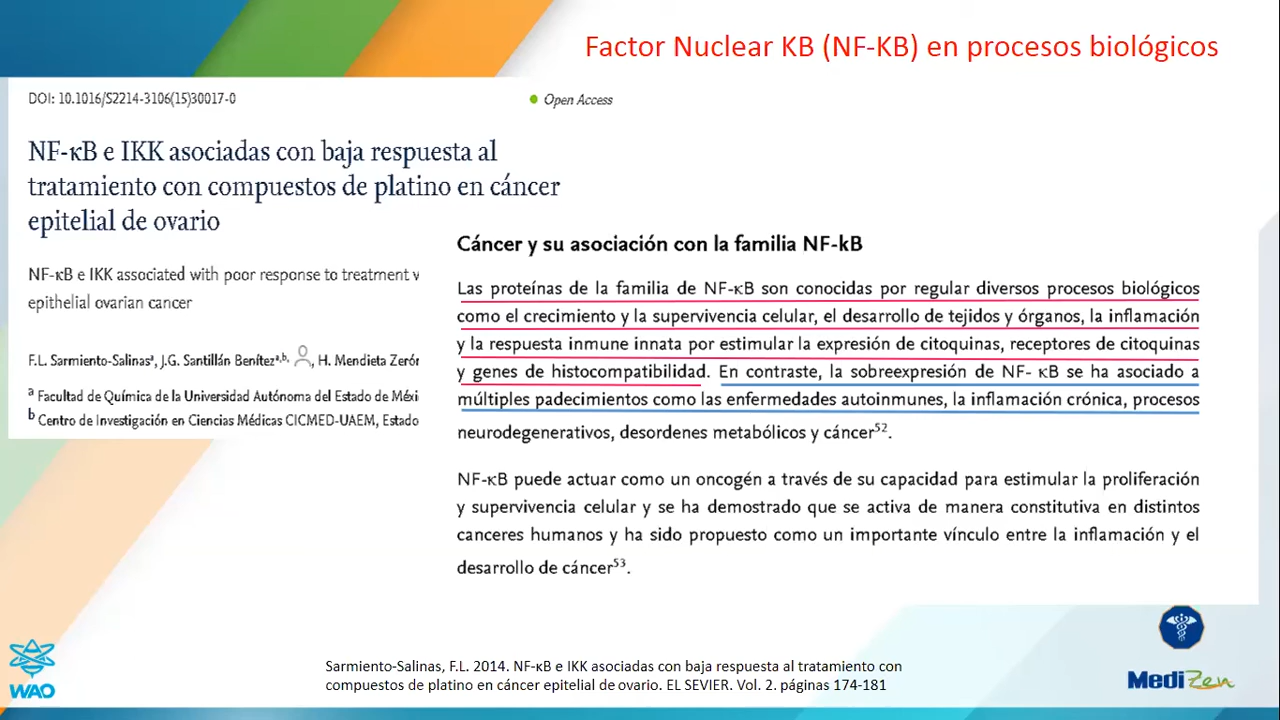 Factor Nuclear KB (NF-KB) en procesos biológicos
DOI: 10.1016/S2214-3106(15)30017-0
Open Access
NF-κB e IKK asociadas con baja respuesta al
tratamiento con compuestos de platino en cáncer
epitelial de ovario
NF-κB e IKK associated with poor response to treatment v
epithelial ovarian cancer
F.L. Sarmiento-Salinasª, J.G. Santillán Benítezª,ᵇ, H. Mendieta Zerór
ª Facultad de Química de la Universidad Autónoma del Estado de Méxi
ᵇ Centro de Investigación en Ciencias Médicas CICMED-UAEM, Estado
Cáncer y su asociación con la familia NF-kB
Las proteínas de la familia de NF-κB son conocidas por regular diversos procesos biológicos
como el crecimiento y la supervivencia celular, el desarrollo de tejidos y órganos, la inflamación
y la respuesta inmune innata por estimular la expresión de citoquinas, receptores de citoquinas
y genes de histocompatibilidad. En contraste, la sobreexpresión de NF- κB se ha asociado a
múltiples padecimientos como las enfermedades autoinmunes, la inflamación crónica, procesos
neurodegenerativos, desordenes metabólicos y cáncer⁵².
NF-κB puede actuar como un oncogén a través de su capacidad para estimular la proliferación
y supervivencia celular y se ha demostrado que se activa de manera constitutiva en distintos
canceres humanos y ha sido propuesto como un importante vínculo entre la inflamación y el
desarrollo de cáncer⁵³.
Sarmiento-Salinas, F.L. 2014. NF-κB e IKK asociadas con baja respuesta al tratamiento con
compuestos de platino en cáncer epitelial de ovario. EL SEVIER. Vol. 2. páginas 174-181
WAO
MediZen